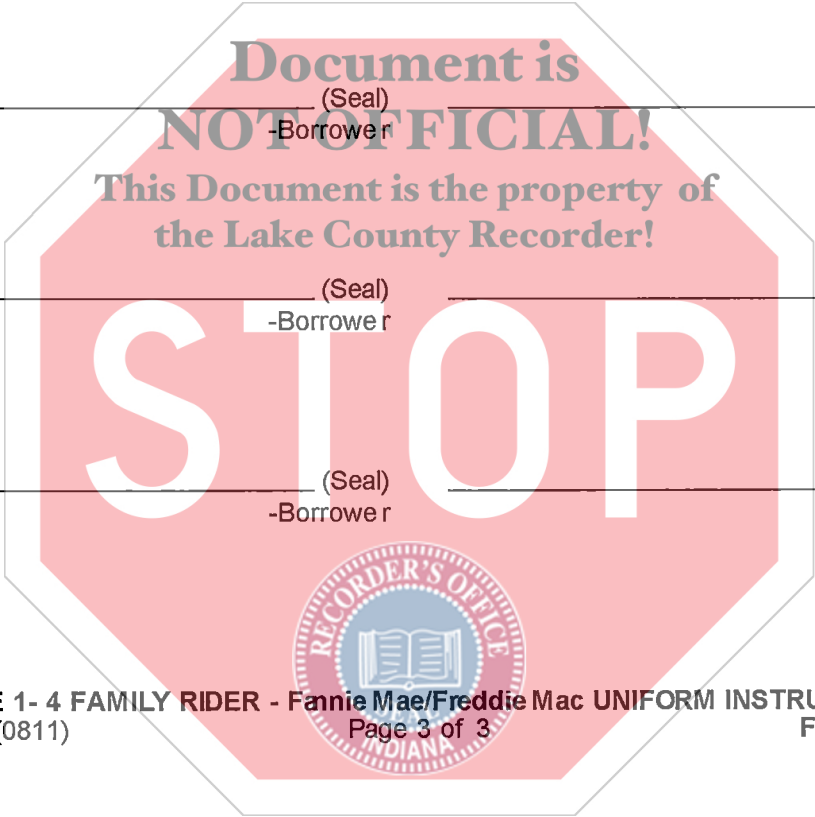 Document is
(Seal)
-Borrower
NOT OFFICIAL!
This Document is the property of
the Lake County Recorder!
(Seal)
-Borrower
STOP
(Seal)
-Borrower
RECORDER'S OFFICE
1- 4 FAMILY RIDER - Fannie Mae/Freddie Mac UNIFORM
(0811)
Page 3 of 3
F
INDIANA